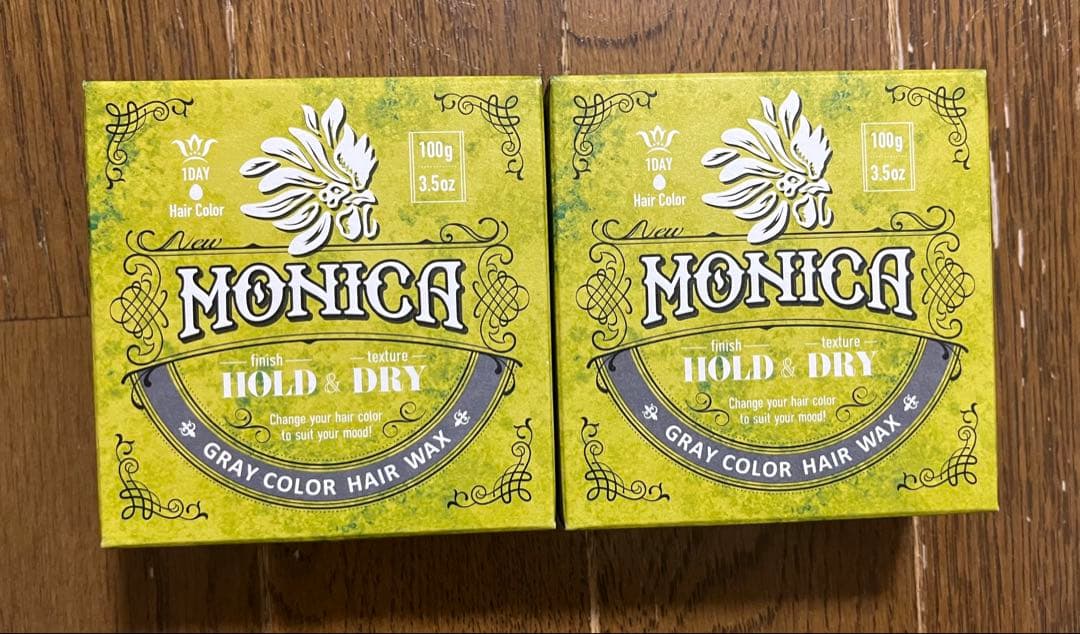 1DAY
Hair Color
100g
3.5oz
New
MONICA
finish texture
HOLD & DRY
Change your hair color
to suit your mood!
GRAY COLOR HAIR WAX
1DAY
Hair Color
100g
3.5oz
New
MONICA
finish texture
HOLD & DRY
Change your hair color
to suit your mood!
GRAY COLOR HAIR WAX